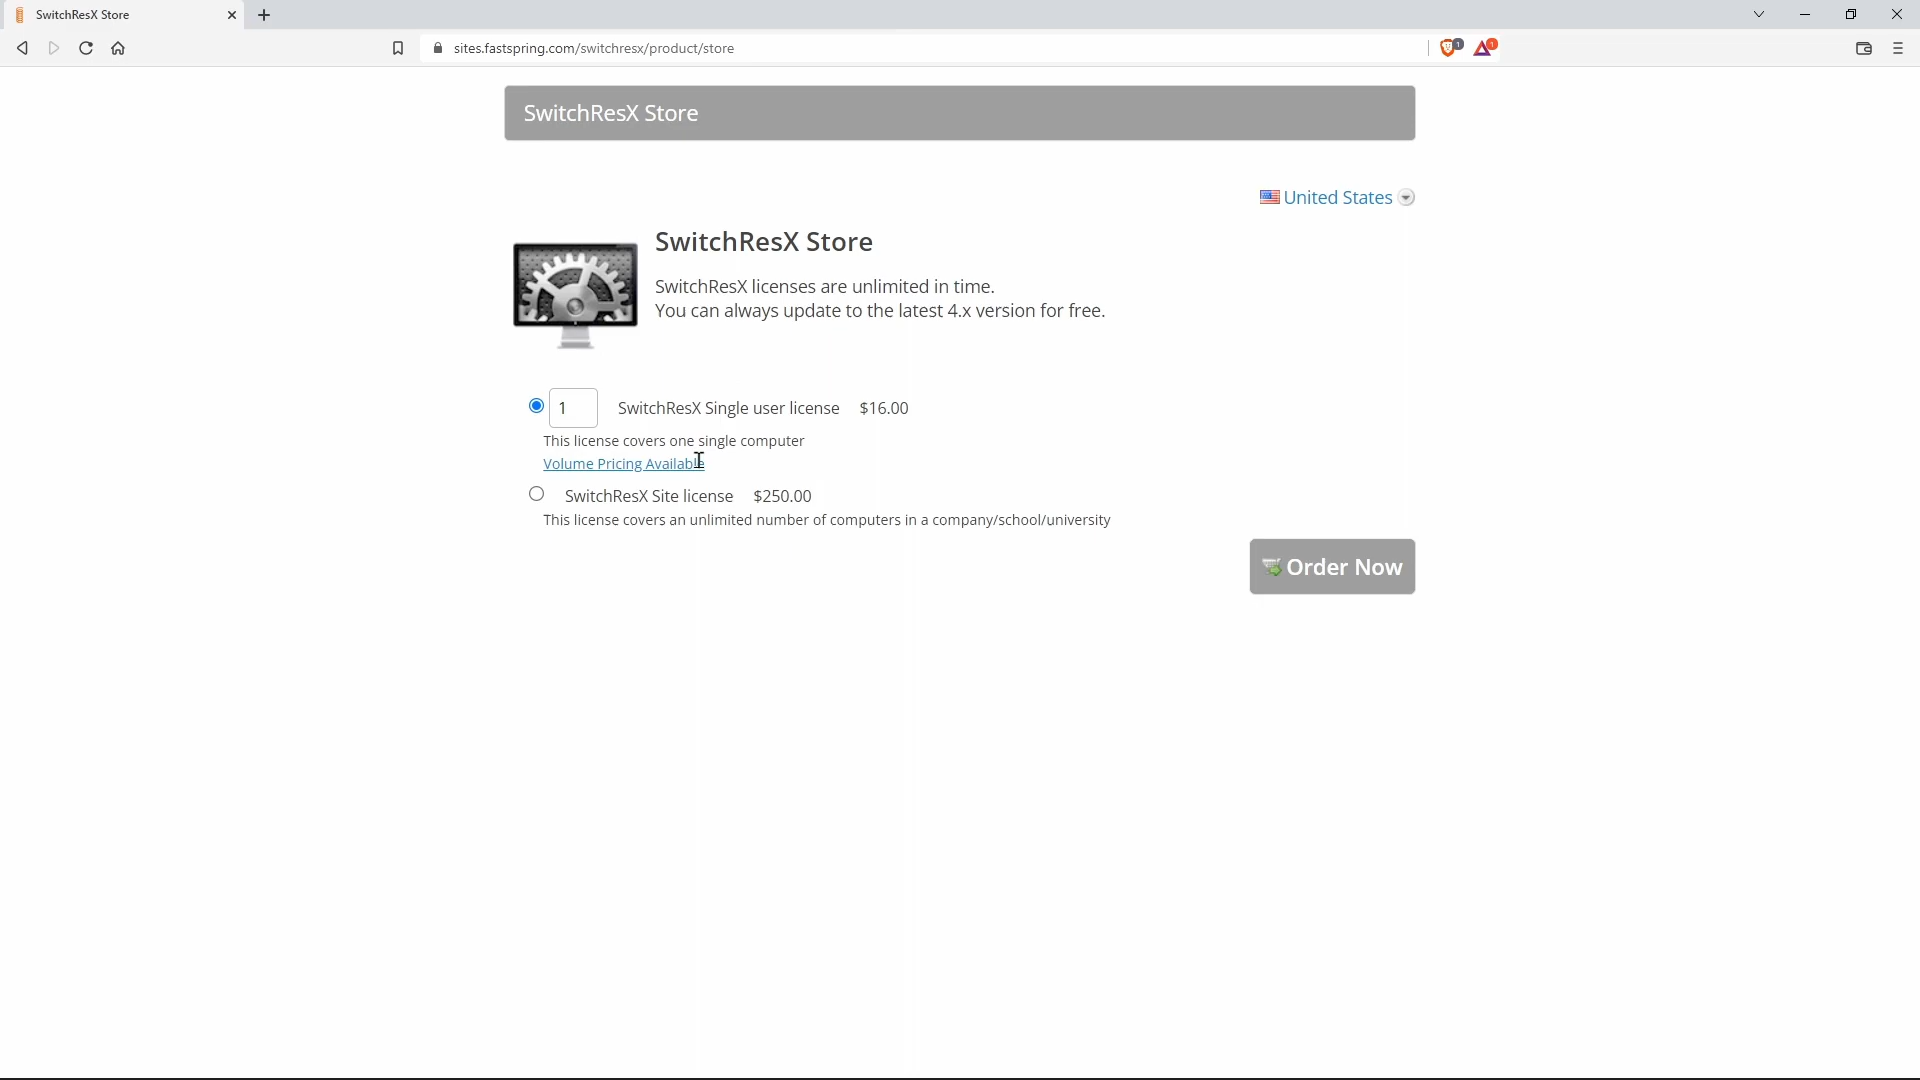 SwitchResX Store
sites.fastspring.com/switchresx/product/store
1
1
SwitchResX Store
United States
SwitchResX Store
SwitchResX licenses are unlimited in time.
You can always update to the latest 4.x version for free.
1 SwitchResX Single user license $16.00
This license covers one single computer
Volume Pricing Available
SwitchResX Site license $250.00
This license covers an unlimited number of computers in a company/school/university
Order Now